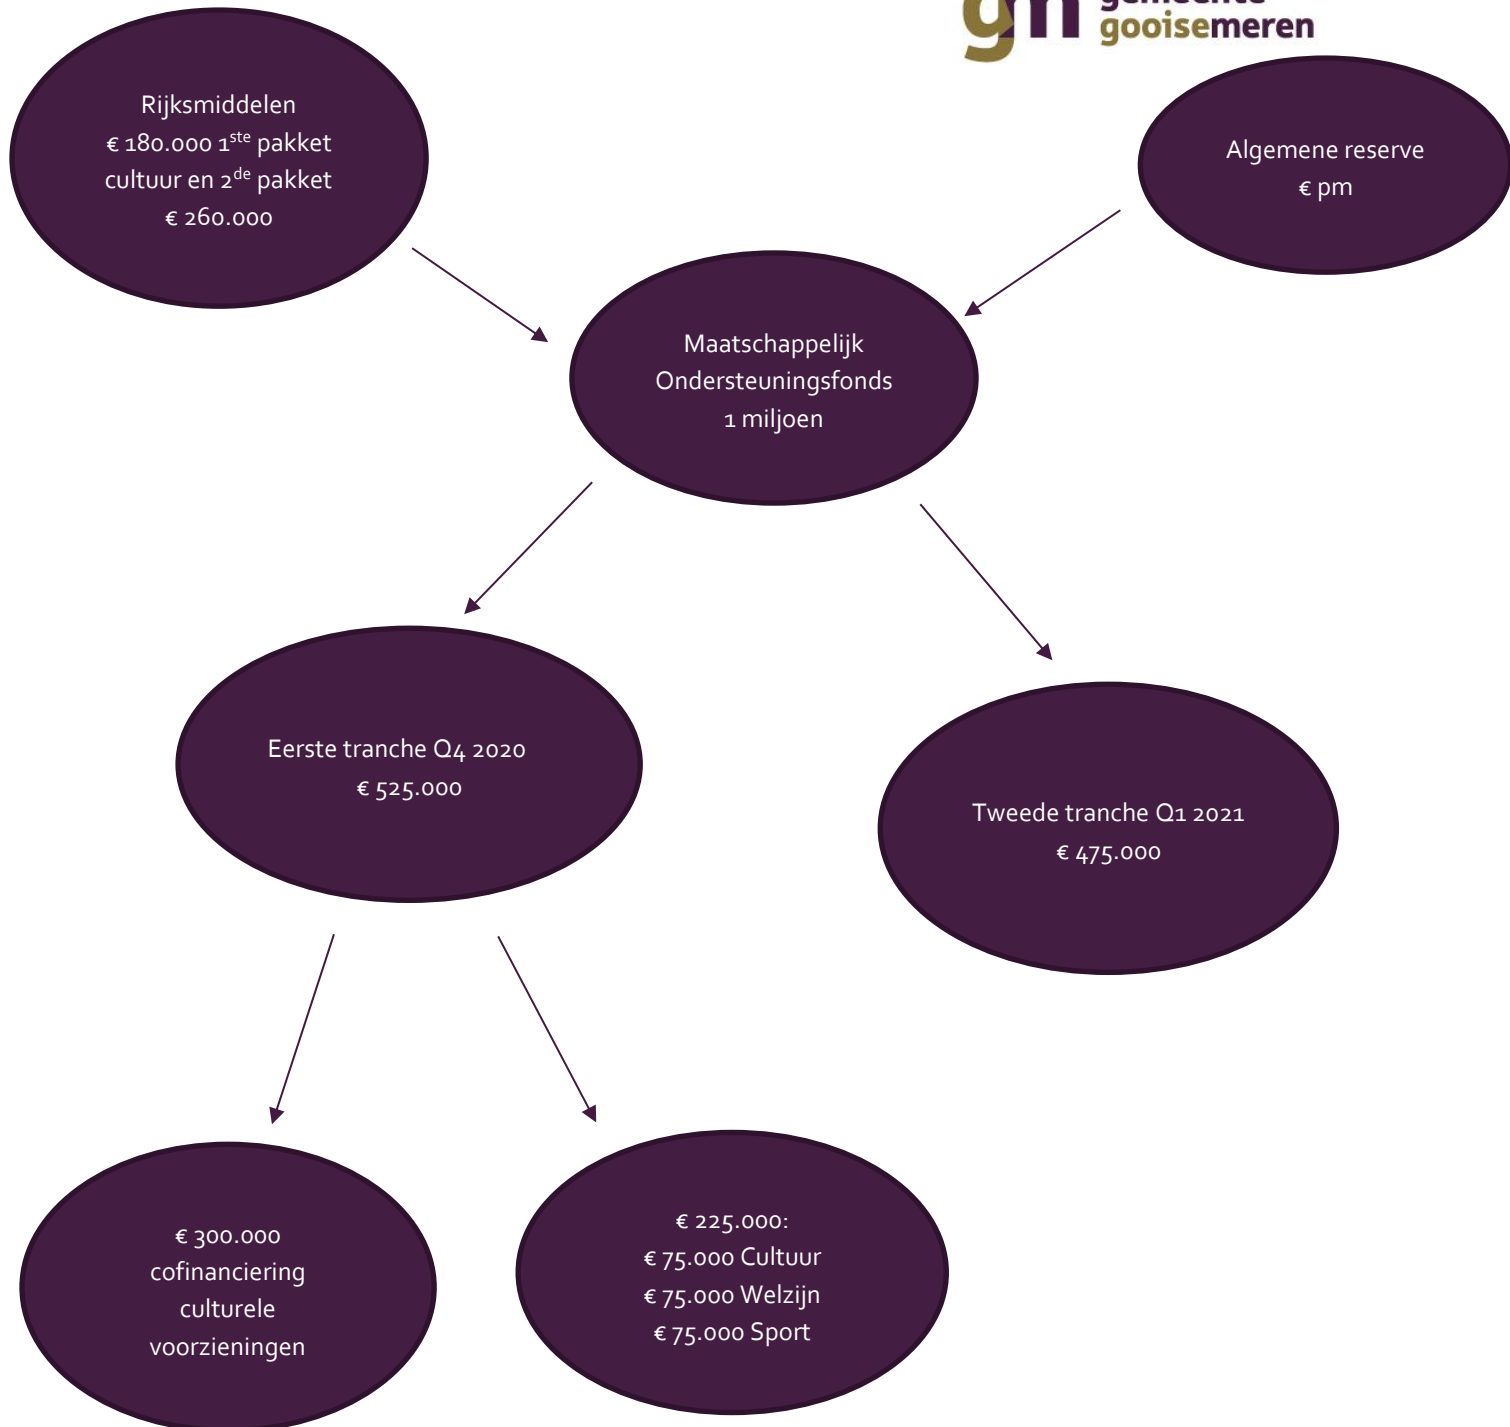 gemeente
gooisemeren
Rijksmiddelen
€ 180.000 1ste pakket
cultuur en 2de pakket
€ 260.000
Algemene reserve
€ pm
Maatschappelijk
Ondersteuningsfonds
1 miljoen
Eerste tranche Q4 2020
€ 525.000
Tweede tranche Q1 2021
€ 475.000
€ 300.000
cofinanciering
culturele
voorzieningen
€ 225.000:
€ 75.000 Cultuur
€ 75.000 Welzijn
€ 75.000 Sport